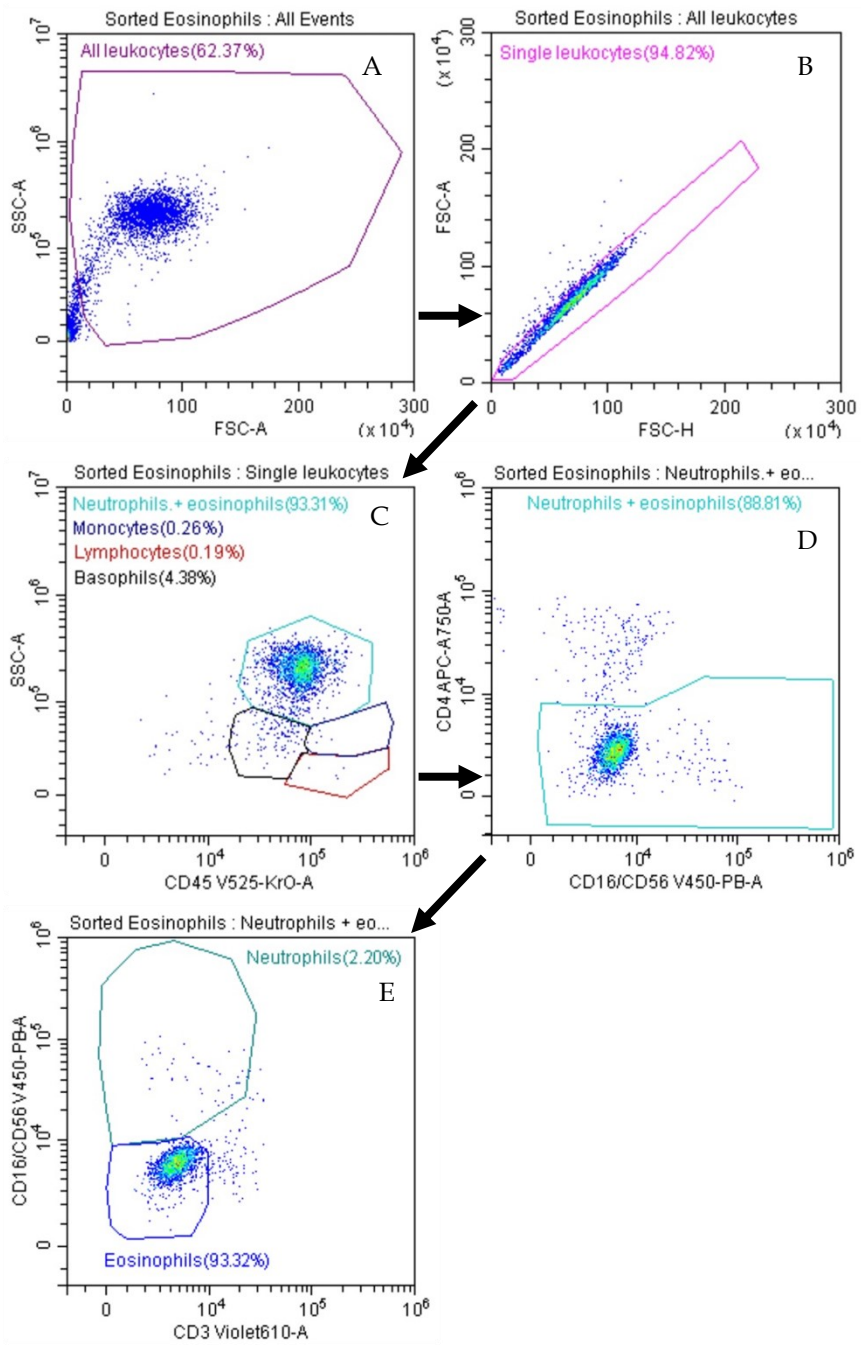 Sorted Eosinophils : All Events
All leukocytes(62.37%)
A
10^7
10^6
10^5
0
SSC-A
0 100 200 300
FSC-A (x 10^4)
Sorted Eosinophils : All leukocytes
Single leukocytes(94.82%)
B
(x 10^4)
300
200
100
0
FSC-A
0 100 200 300
FSC-H (x 10^4)
Sorted Eosinophils : Single leukocytes
Neutrophils.+ eosinophils(93.31%)
Monocytes(0.26%)
Lymphocytes(0.19%)
Basophils(4.38%)
C
10^7
10^6
10^5
0
SSC-A
0 10^4 10^5 10^6
CD45 V525-KrO-A
Sorted Eosinophils : Neutrophils.+ eo...
Neutrophils + eosinophils(88.81%)
D
10^6
10^5
10^4
0
CD4 APC-A750-A
0 10^4 10^5 10^6
CD16/CD56 V450-PB-A
Sorted Eosinophils : Neutrophils + eo...
Neutrophils(2.20%)
E
10^6
10^5
10^4
0
CD16/CD56 V450-PB-A
Eosinophils(93.32%)
0 10^4 10^5 10^6
CD3 Violet610-A